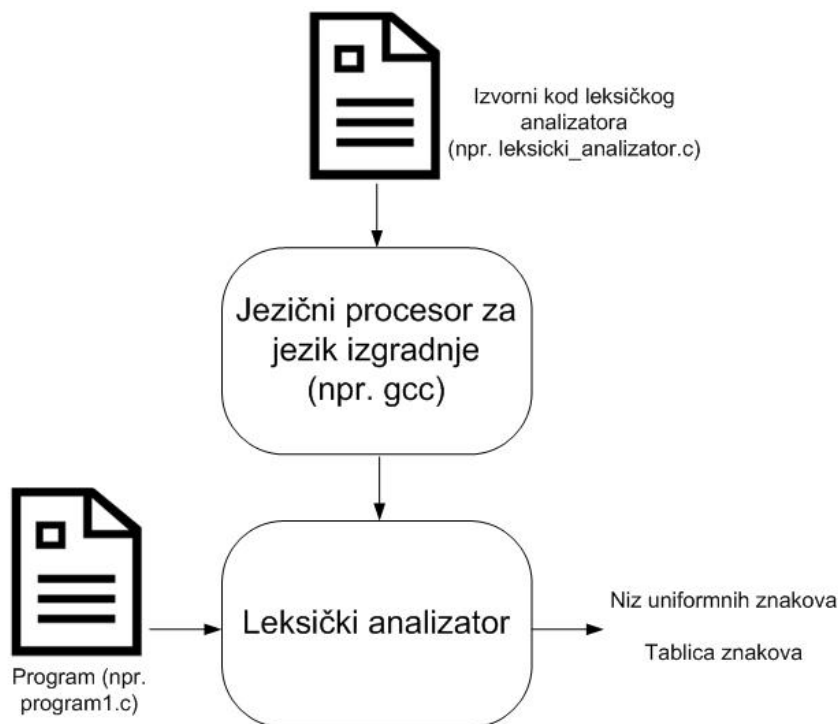 Izvorni kod leksičkog
analizatora
(npr. leksicki_analizator.c)
Jezični procesor za
jezik izgradnje
(npr. gcc)
Leksički analizator
Niz uniformnih znakova
Tablica znakova
Program (npr.
program1.c)